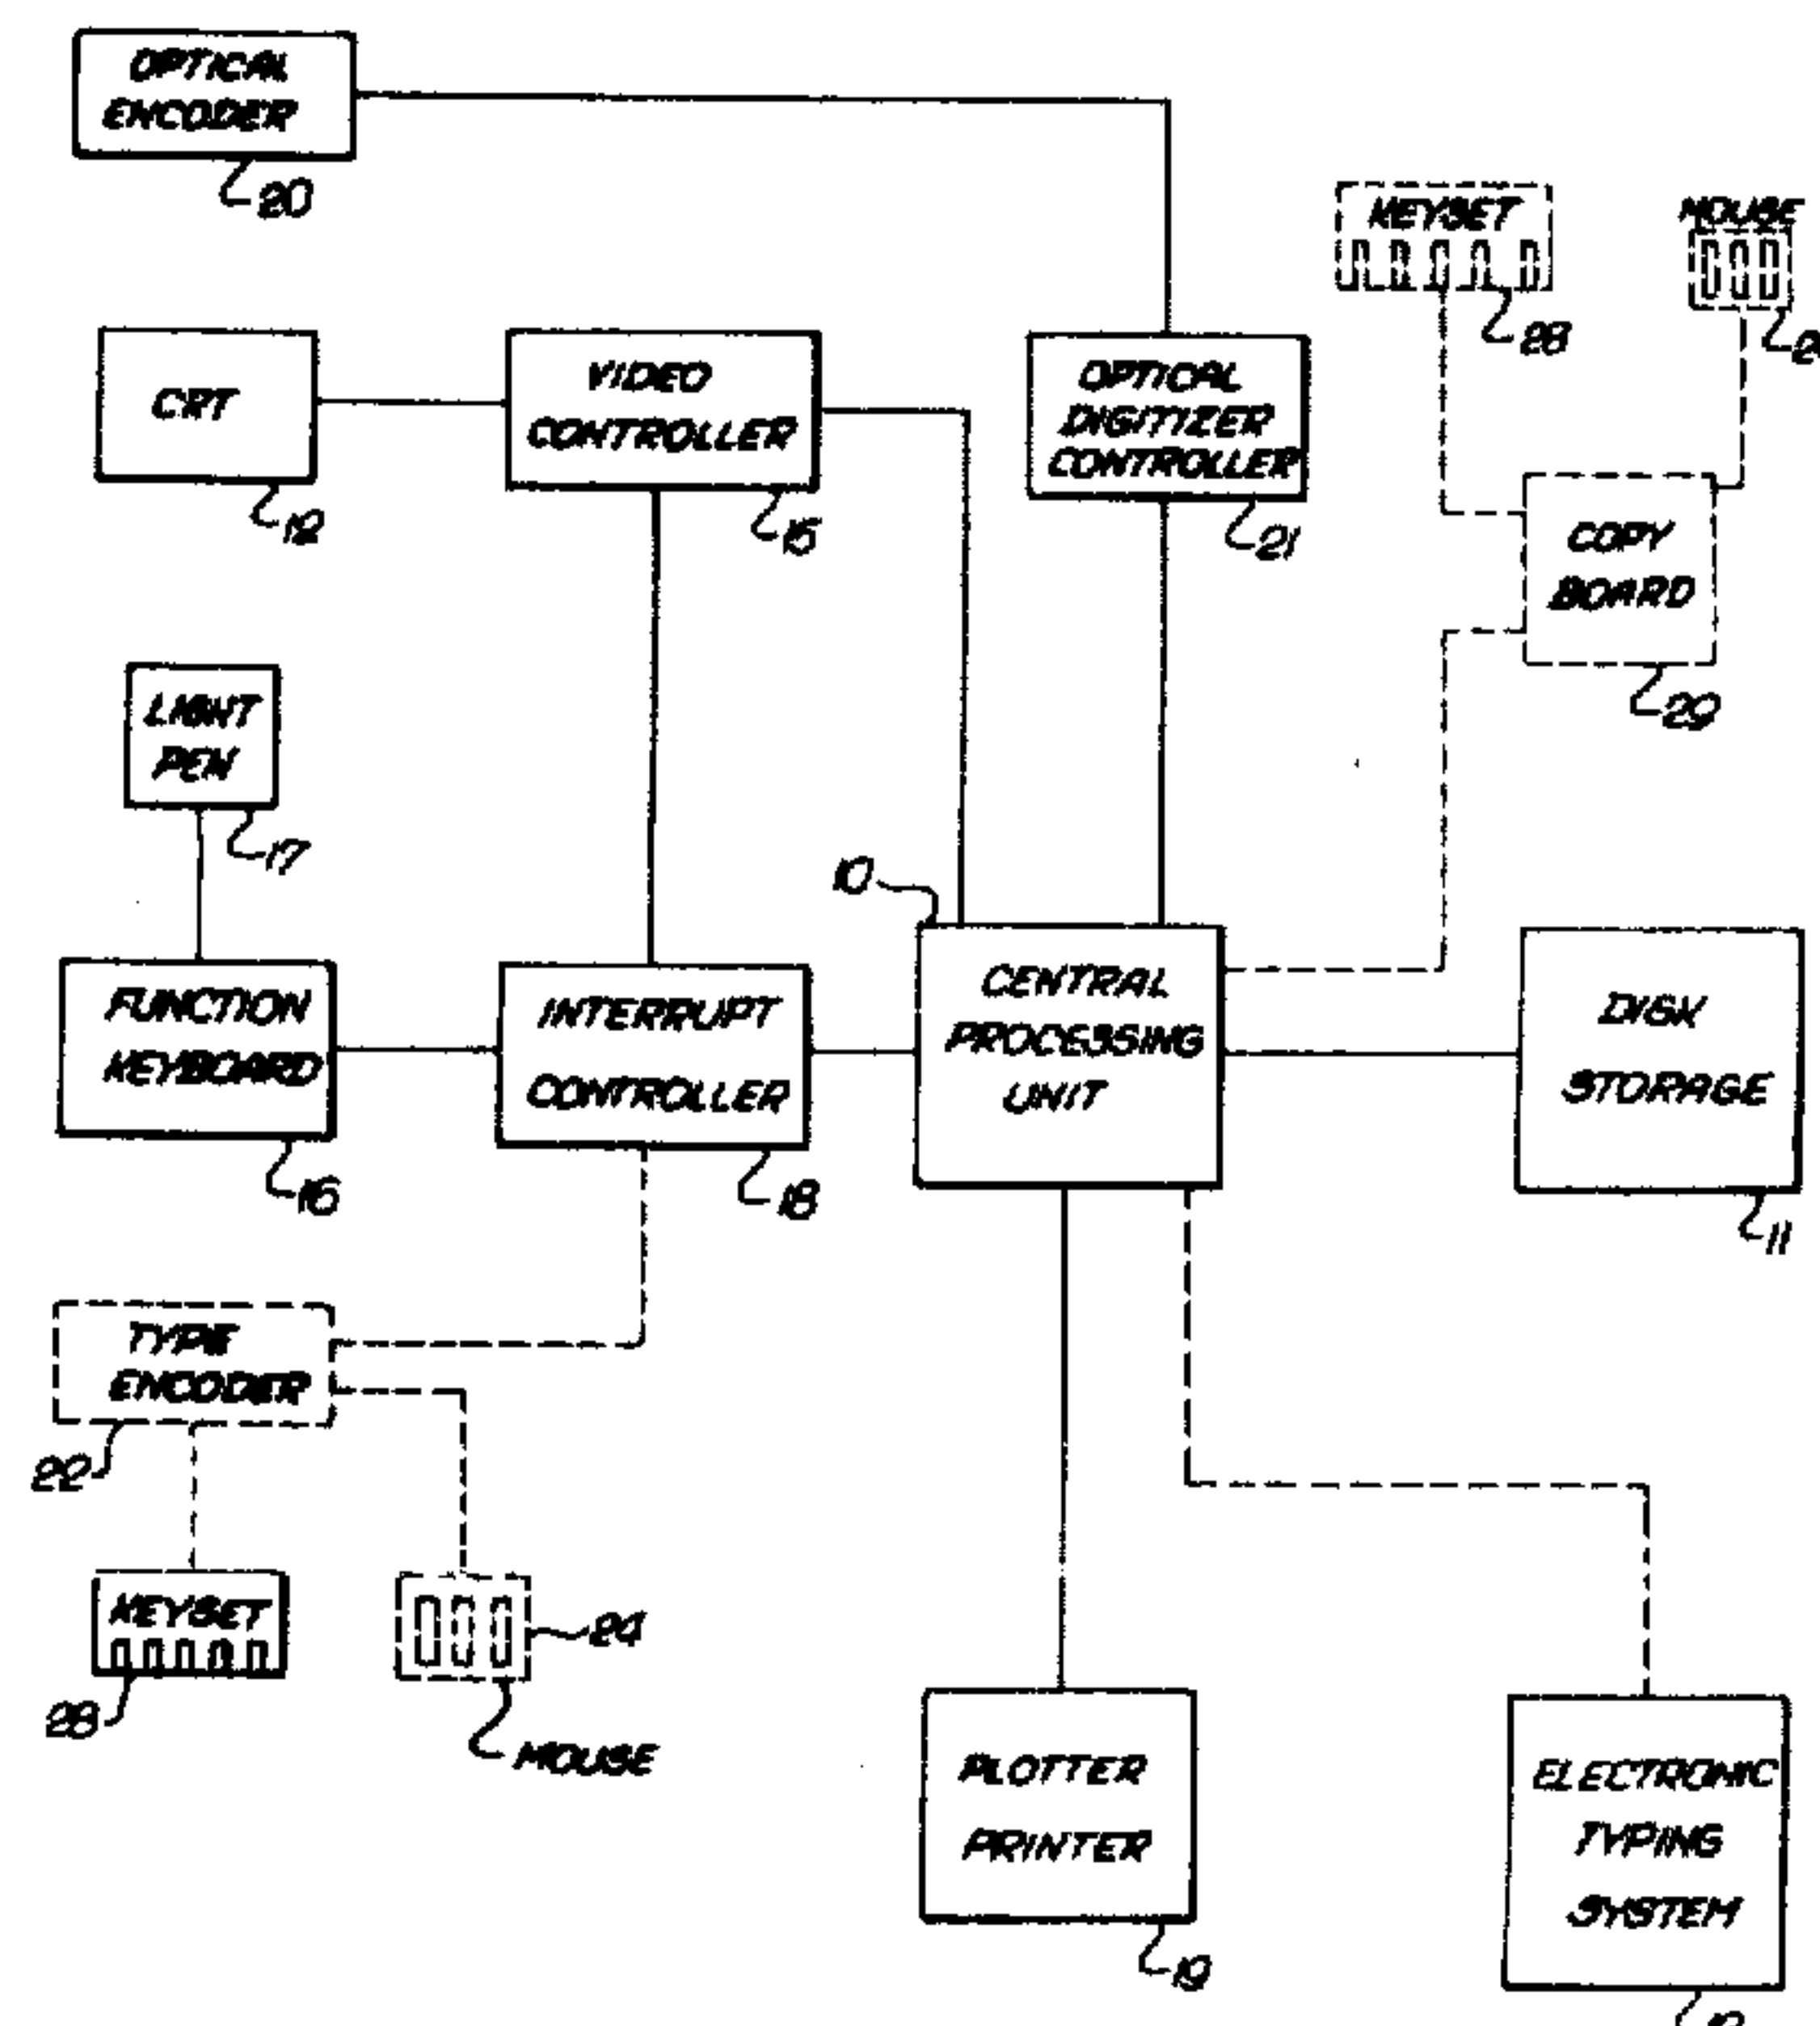 OPTICAL
ENCODER
20
KEYSET
28
MOUSE
CRT
12
VIDEO
CONTROLLER
15
OPTICAL
DIGITIZER
CONTROLLER
21
COPY
BOARD
29
LIGHT
PEN
17
10
FUNCTION
KEYBOARD
16
INTERRUPT
CONTROLLER
18
CENTRAL
PROCESSING
UNIT
DISK
STORAGE
11
TYPE
ENCODER
22
KEYSET
28
24
MOUSE
PLOTTER
PRINTER
19
ELECTRONIC
TYPING
SYSTEM